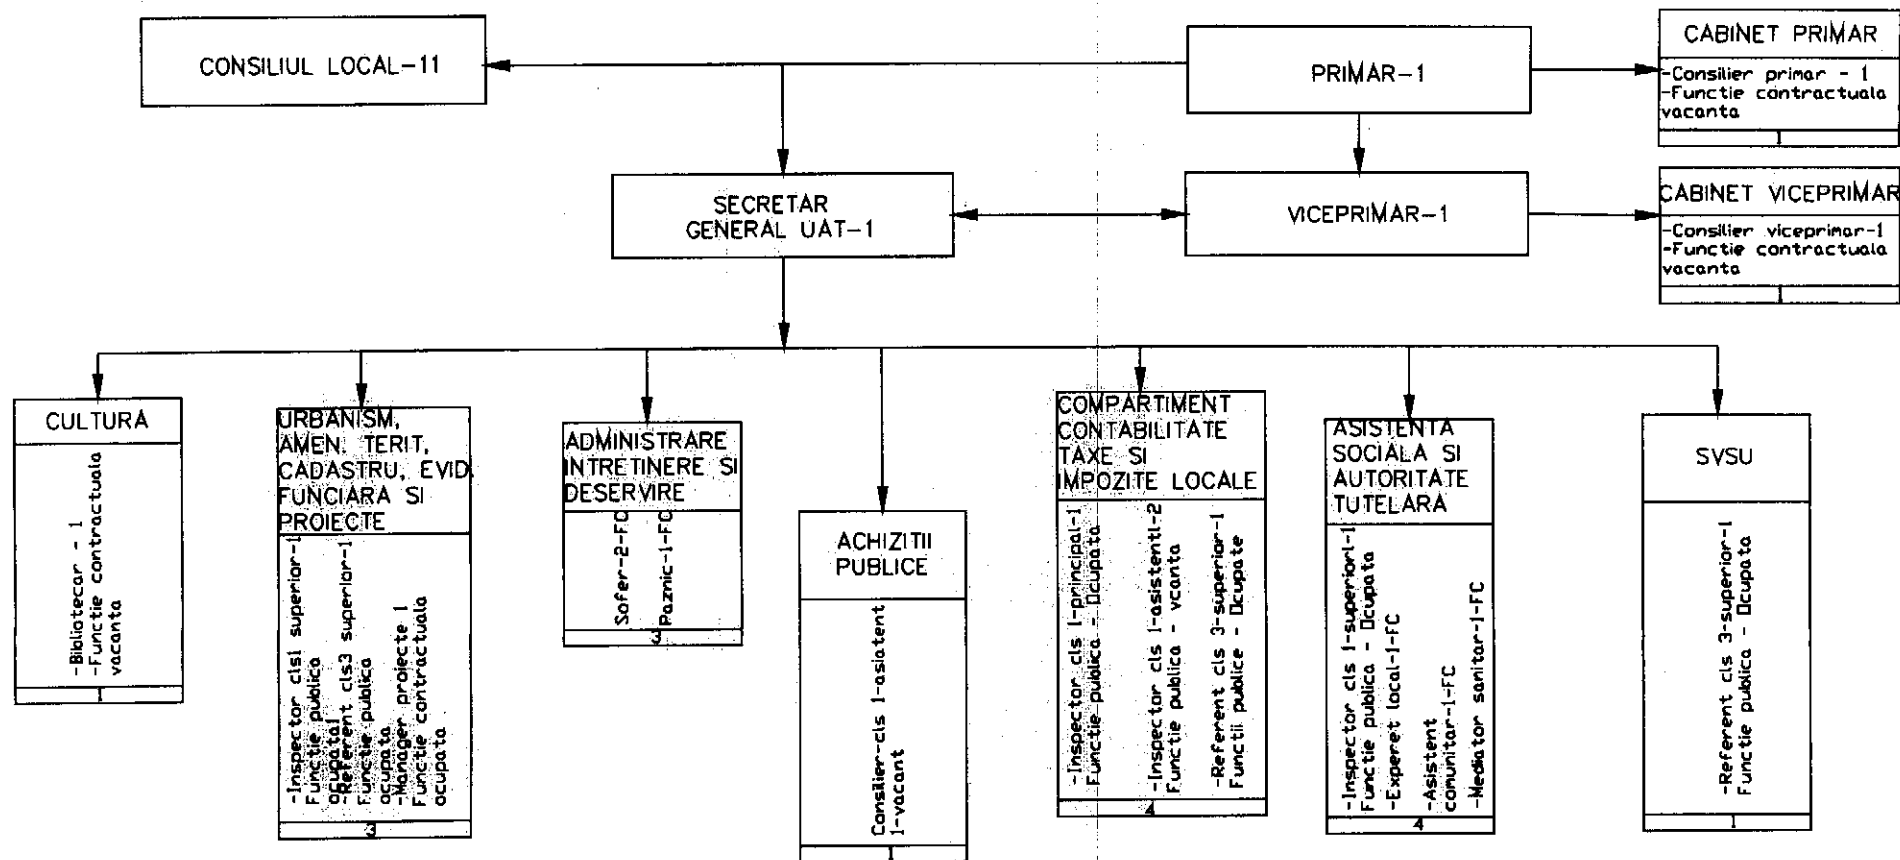 CONSILIUL LOCAL-11
PRIMAR-1
CABINET PRIMAR
-Consilier primar - 1
-Functie contractuala
vacanta
1
SECRETAR
GENERAL UAT-1
VICEPRIMAR-1
CABINET VICEPRIMAR
-Consilier viceprimar-1
-Functie contractuala
vacanta
1
CULTURA
-Bibliotecar - 1
-Functie contractuala
vacanta
1
URBANISM,
AMEN. TERIT,
CADASTRU, EVID
FUNCIARA SI
PROIECTE
-Inspector cls1 superior-1
Functie publica
ocupata1
-Referent cls3 superior-1
Functie publica
ocupata
-Manager proiecte 1
Functie contractuala
ocupata
3
ADMINISTRARE
INTRETINERE SI
DESERVIRE
Sofer-2-FC
Paznic-1-FC
3
ACHIZITII
PUBLICE
Consilier-cls 1-asiatent
1-vacant
1
COMPARTIMENT
CONTABILITATE
TAXE SI
IMPOZITE LOCALE
-Inspector cls 1-principal-1
Functie publica - Ocupata
-Inspector cls 1-asistentl-2
Functie publica - vcanta
-Referent cls 3-superior-1
Functii publice - Ocupate
4
ASISTENTA
SOCIALA SI
AUTORITATE
TUTELARA
-Inspector cls 1-superiorl-1
Functie publica - Ocupata
-Experet local-1-FC
-Asistent
comunitar-1-FC
-Mediator sanitar-1-FC
4
SVSU
-Referent cls 3-superior-1
Functie publica - Ocupata
1